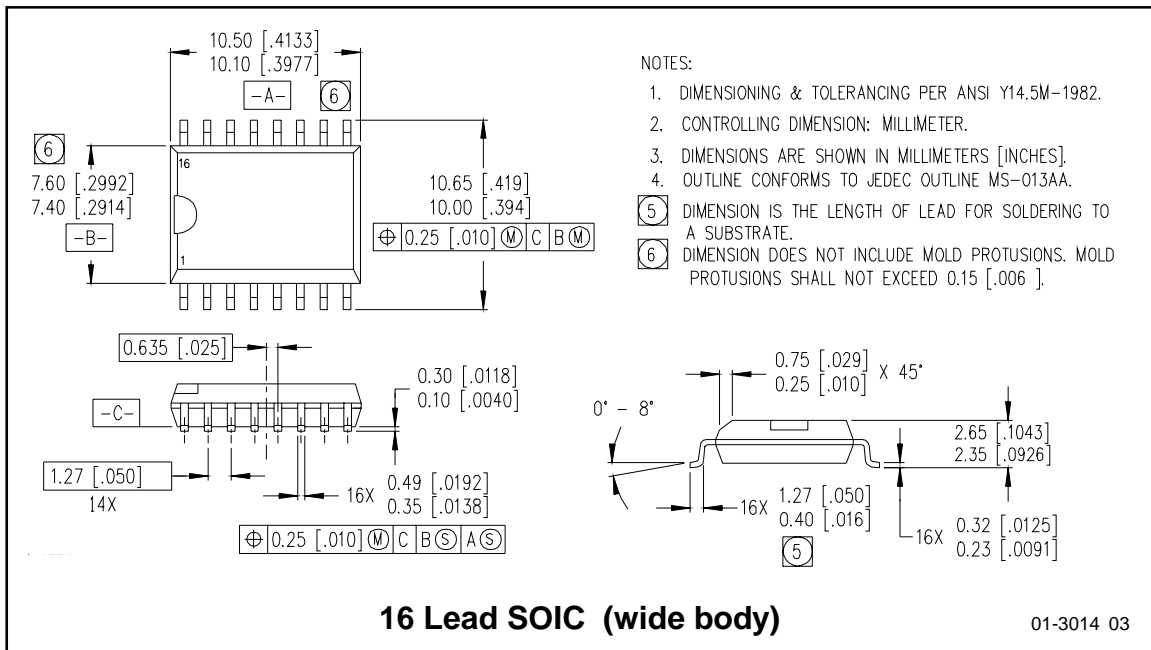 10.50 [.4133]
10.10 [.3977]
-A-
6
6
7.60 [.2992]
7.40 [.2914]
-B-
16
1
10.65 [.419]
10.00 [.394]
⌖ 0.25 [.010] Ⓜ C B Ⓜ
NOTES:
1. DIMENSIONING & TOLERANCING PER ANSI Y14.5M-1982.
2. CONTROLLING DIMENSION: MILLIMETER.
3. DIMENSIONS ARE SHOWN IN MILLIMETERS [INCHES].
4. OUTLINE CONFORMS TO JEDEC OUTLINE MS-013AA.
5 DIMENSION IS THE LENGTH OF LEAD FOR SOLDERING TO
A SUBSTRATE.
6 DIMENSION DOES NOT INCLUDE MOLD PROTUSIONS. MOLD
PROTUSIONS SHALL NOT EXCEED 0.15 [.006 ].
0.635 [.025]
0.30 [.0118]
0.10 [.0040]
-C-
1.27 [.050]
14X
16X 0.49 [.0192]
0.35 [.0138]
⌖ 0.25 [.010] Ⓜ C B Ⓢ A Ⓢ
0.75 [.029]
0.25 [.010] X 45°
0° - 8°
2.65 [.1043]
2.35 [.0926]
16X 1.27 [.050]
0.40 [.016]
5
16X 0.32 [.0125]
0.23 [.0091]
16 Lead SOIC (wide body)
01-3014 03